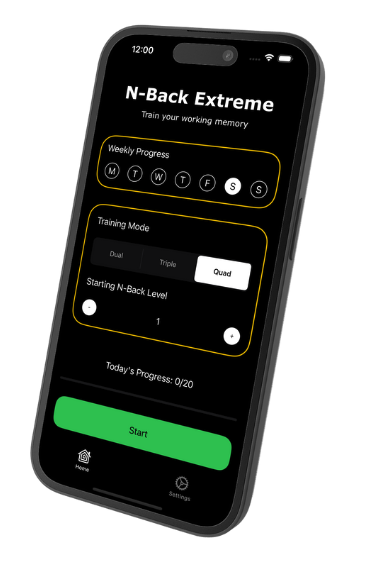 12:00
N-Back Extreme
Train your working memory
Weekly Progress
M T W T F S S
Training Mode
Dual Triple Quad
Starting N-Back Level
- 1 +
Today's Progress: 0/20
Start
Home Settings